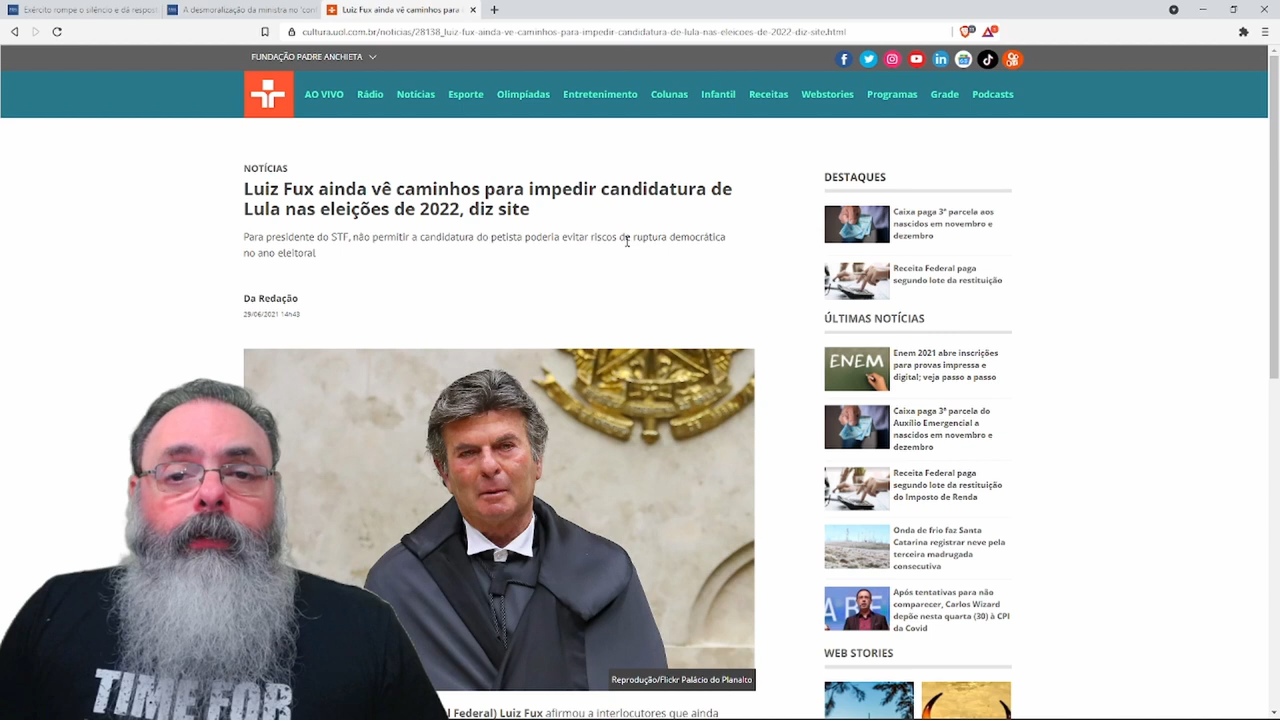 Exército rompe o silêncio e dá respost
A desmoralização da ministra no 'cont
Luiz Fux ainda vê caminhos para
cultura.uol.com.br/noticias/28138_luiz-fux-ainda-ve-caminhos-para-impedir-candidatura-de-lula-nas-eleicoes-de-2022-diz-site.html
FUNDAÇÃO PADRE ANCHIETA
AO VIVO Rádio Notícias Esporte Olimpíadas Entretenimento Colunas Infantil Receitas Webstories Programas Grade Podcasts
NOTÍCIAS
Luiz Fux ainda vê caminhos para impedir candidatura de
Lula nas eleições de 2022, diz site
Para presidente do STF, não permitir a candidatura do petista poderia evitar riscos de ruptura democrática
no ano eleitoral
Da Redação
29/06/2021 14h43
Reprodução/Flickr Palácio do Planalto
l Federal) Luiz Fux afirmou a interlocutores que ainda
DESTAQUES
Caixa paga 3ª parcela aos
nascidos em novembro e
dezembro
Receita Federal paga
segundo lote da restituição
ÚLTIMAS NOTÍCIAS
ENEM
Enem 2021 abre inscrições
para provas impressa e
digital; veja passo a passo
Caixa paga 3ª parcela do
Auxílio Emergencial a
nascidos em novembro e
dezembro
Receita Federal paga
segundo lote da restituição
do Imposto de Renda
Onda de frio faz Santa
Catarina registrar neve pela
terceira madrugada
consecutiva
Após tentativas para não
comparecer, Carlos Wizard
depõe nesta quarta (30) à CPI
da Covid
WEB STORIES